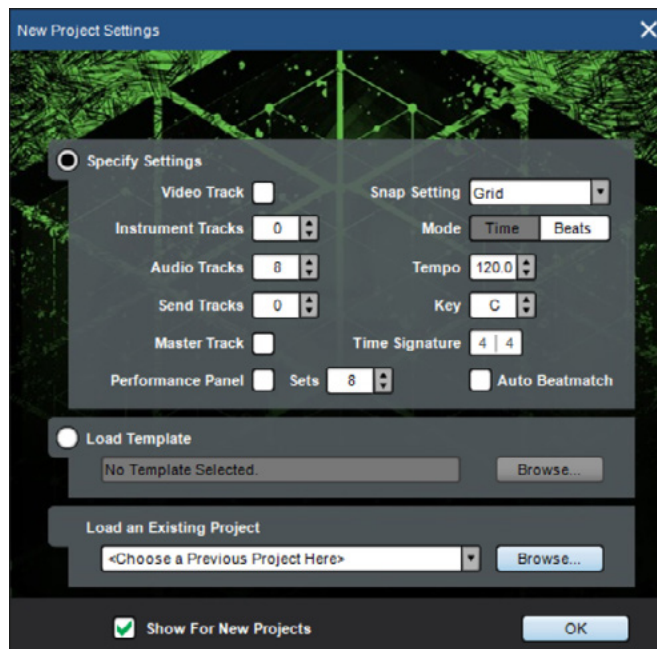 New Project Settings
Specify Settings
Video Track Snap Setting Grid
Instrument Tracks 0 Mode Time Beats
Audio Tracks 8 Tempo 120.0
Send Tracks 0 Key C
Master Track Time Signature 4 | 4
Performance Panel Sets 8 Auto Beatmatch
Load Template
No Template Selected. Browse...
Load an Existing Project
<Choose a Previous Project Here> Browse...
Show For New Projects OK